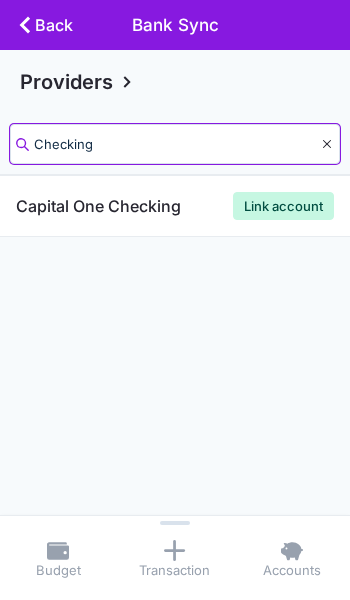 Back
Bank Sync
Providers
Checking
Capital One Checking
Link account
Budget
Transaction
Accounts